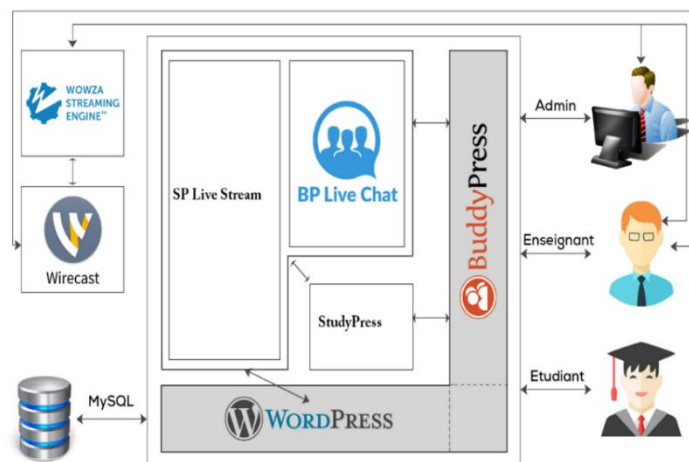 WOWZA
STREAMING
ENGINE™
Wirecast
MySQL
SP Live Stream
BP Live Chat
StudyPress
BuddyPress
WORDPRESS
Admin
Enseignant
Etudiant